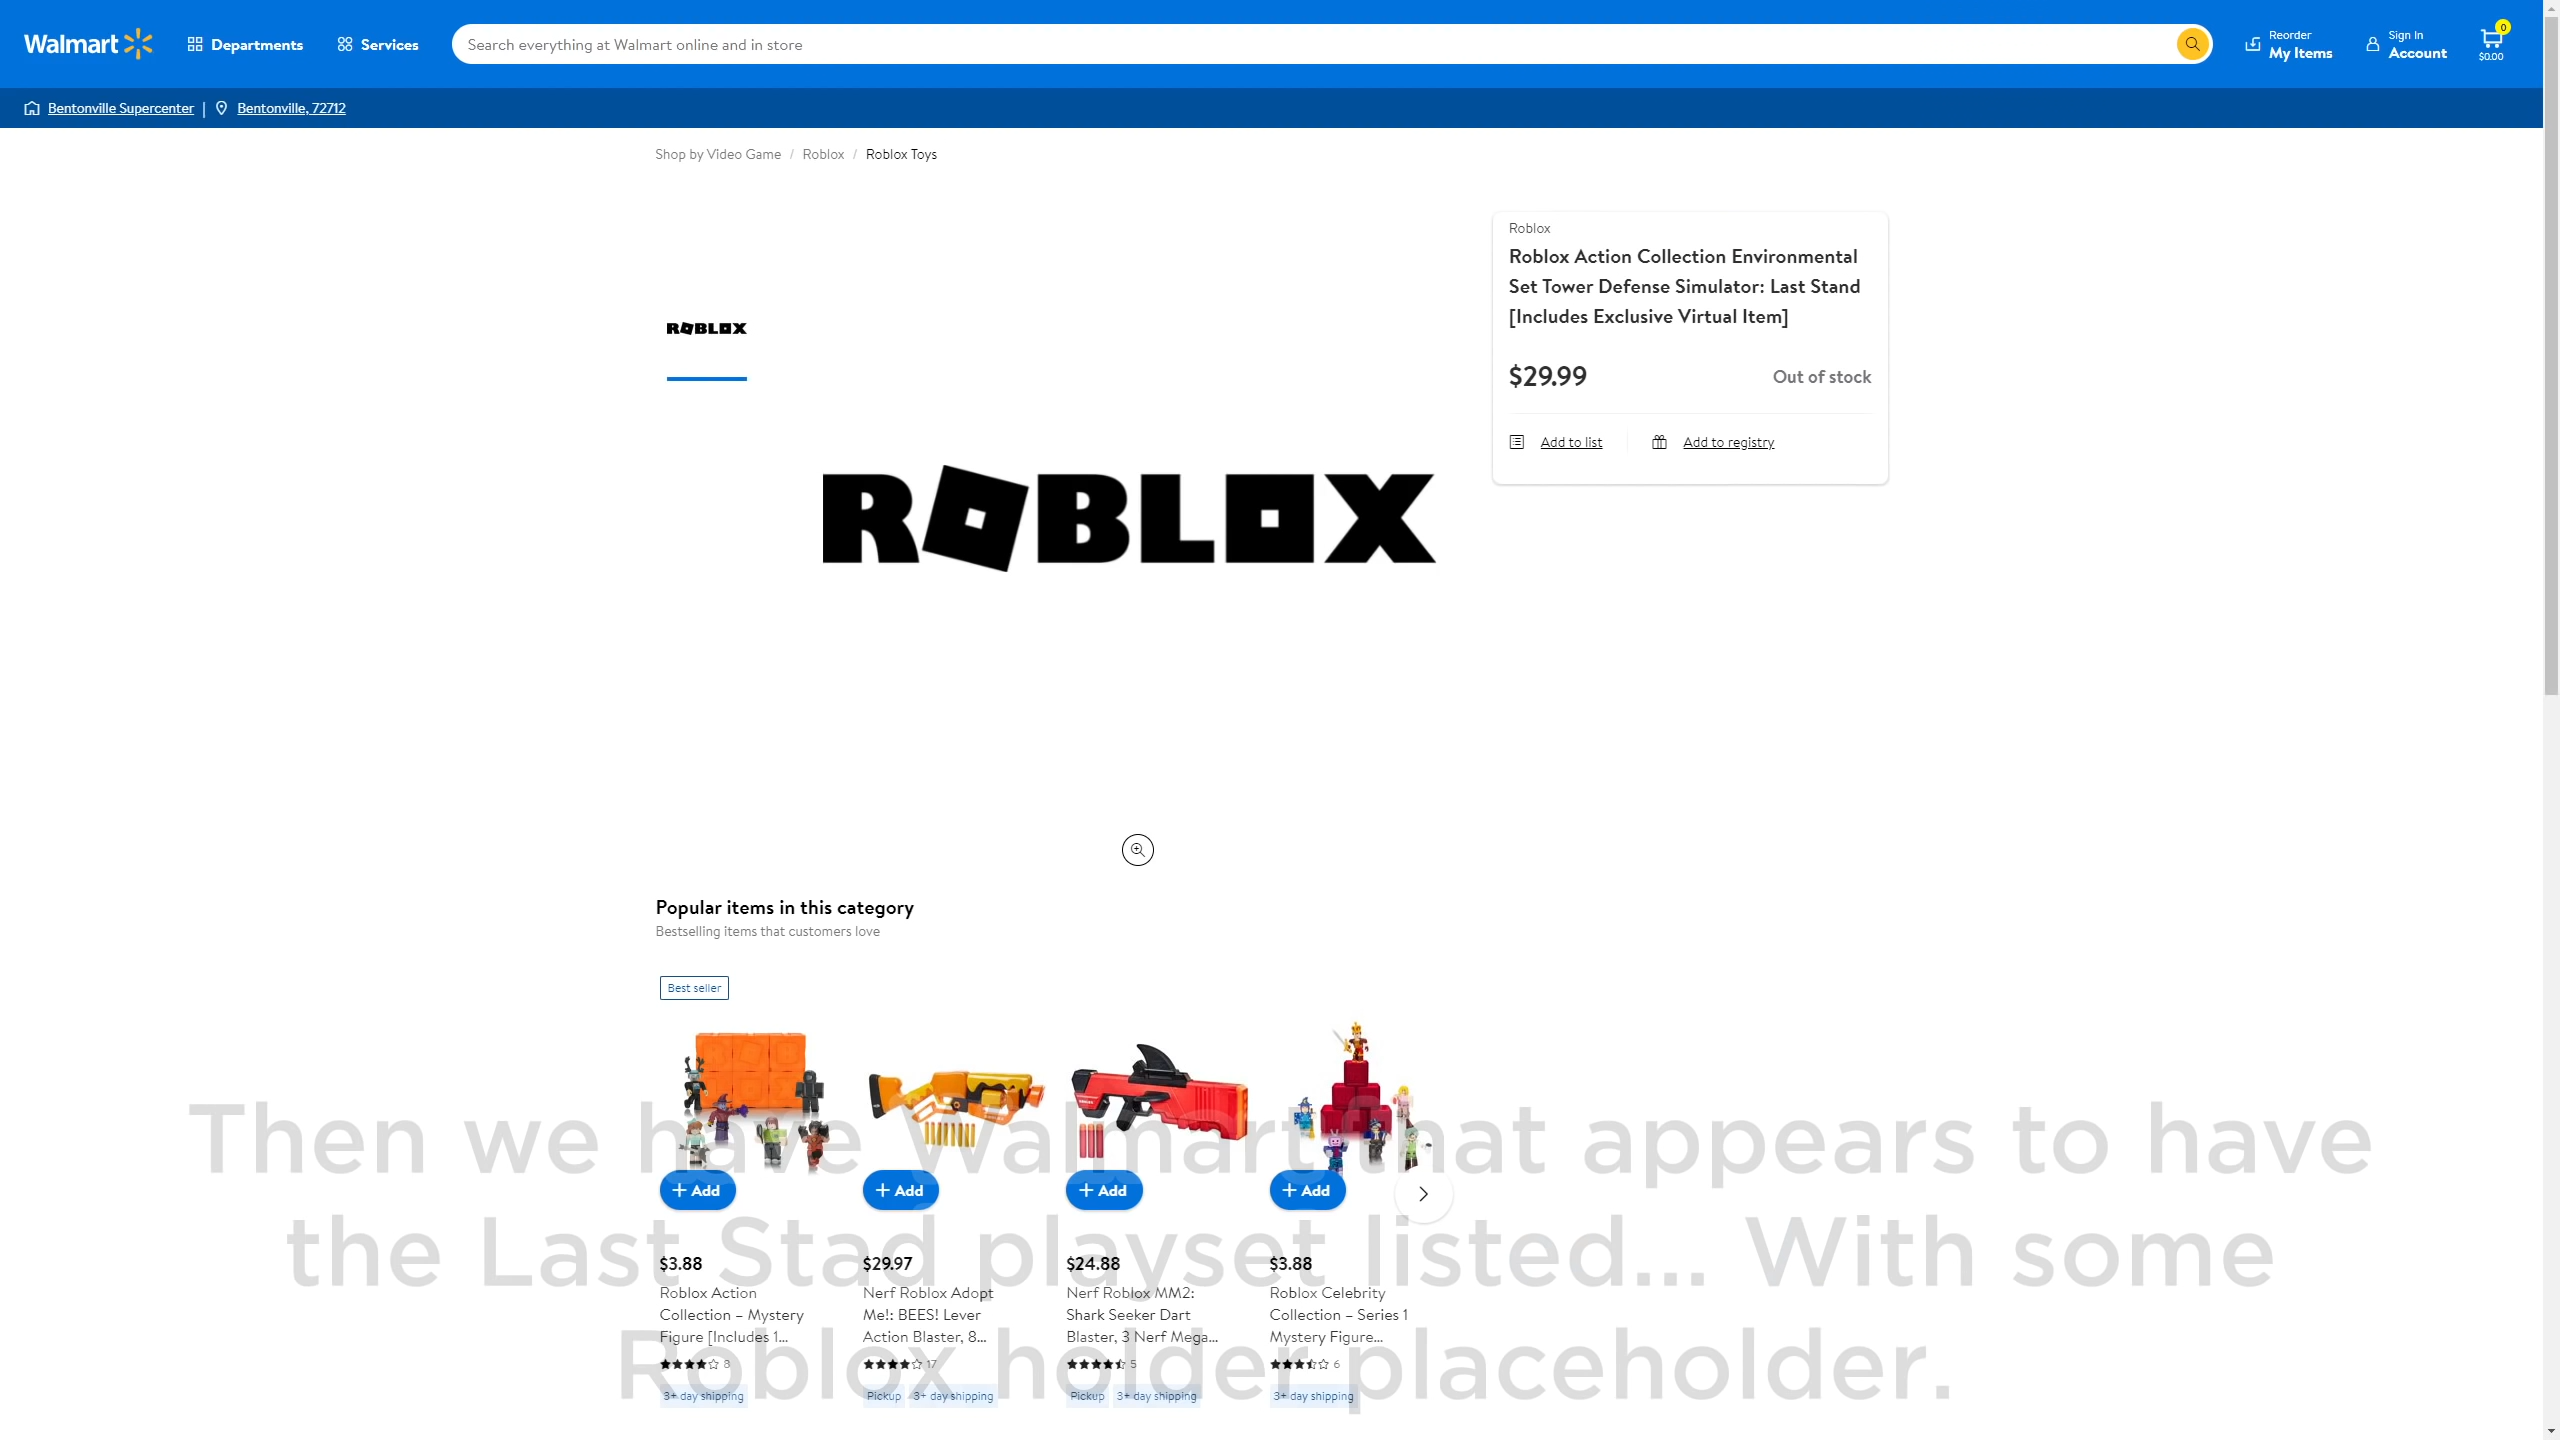 Walmart
Departments
Services
Search everything at Walmart online and in store
Reorder
My Items
Sign In
Account
0
$0.00
Bentonville Supercenter | Bentonville, 72712
Shop by Video Game / Roblox / Roblox Toys
ROBLOX
ROBLOX
Roblox
Roblox Action Collection Environmental
Set Tower Defense Simulator: Last Stand
[Includes Exclusive Virtual Item]
$29.99 Out of stock
Add to list Add to registry
Popular items in this category
Bestselling items that customers love
Best seller
+ Add
$3.88
Roblox Action
Collection – Mystery
Figure [Includes 1...
8
3+ day shipping
+ Add
$29.97
Nerf Roblox Adopt
Me!: BEES! Lever
Action Blaster, 8...
17
Pickup 3+ day shipping
+ Add
$24.88
Nerf Roblox MM2:
Shark Seeker Dart
Blaster, 3 Nerf Mega...
5
Pickup 3+ day shipping
+ Add
$3.88
Roblox Celebrity
Collection – Series 1
Mystery Figure...
6
3+ day shipping
Then we have Walmart that appears to have
the Last Stad playset listed... With some
Roblox holder placeholder.